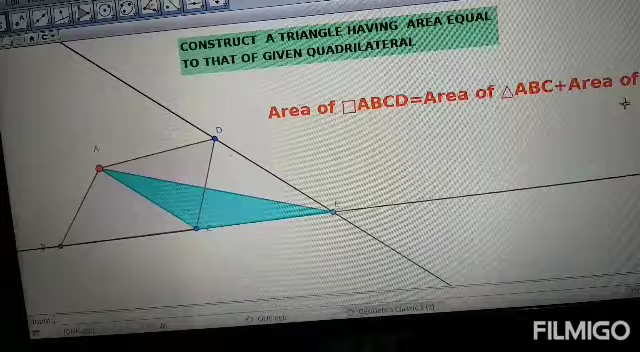 CONSTRUCT A TRIANGLE HAVING AREA EQUAL
TO THAT OF GIVEN QUADRILATERAL
Area of □ABCD=Area of △ABC+Area of
D
A
B
C
FILMIGO